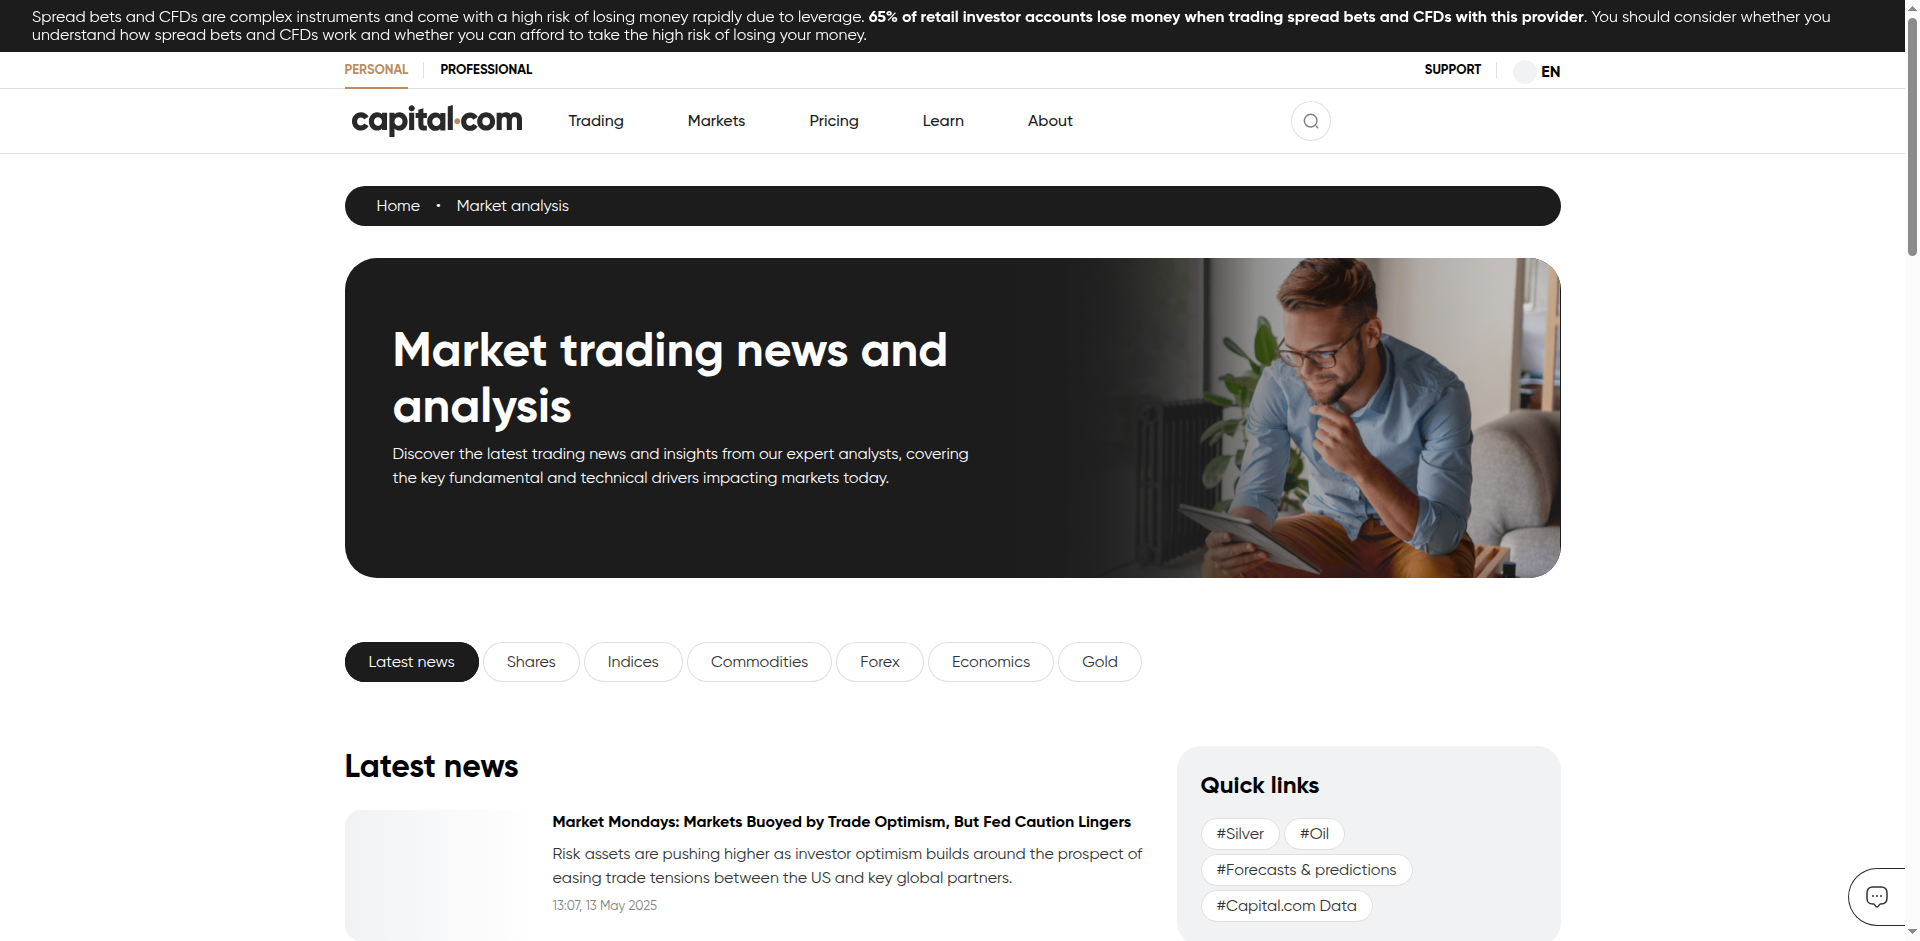 Spread bets and CFDs are complex instruments and come with a high risk of losing money rapidly due to leverage. 65% of retail investor accounts lose money when trading spread bets and CFDs with this provider. You should consider whether you
understand how spread bets and CFDs work and whether you can afford to take the high risk of losing your money.
PERSONAL PROFESSIONAL SUPPORT EN
capital.com Trading Markets Pricing Learn About
Home • Market analysis
Market trading news and
analysis
Discover the latest trading news and insights from our expert analysts, covering
the key fundamental and technical drivers impacting markets today.
Latest news Shares Indices Commodities Forex Economics Gold
Latest news
Market Mondays: Markets Buoyed by Trade Optimism, But Fed Caution Lingers
Risk assets are pushing higher as investor optimism builds around the prospect of
easing trade tensions between the US and key global partners.
13:07, 13 May 2025
Quick links
#Silver #Oil
#Forecasts & predictions
#Capital.com Data